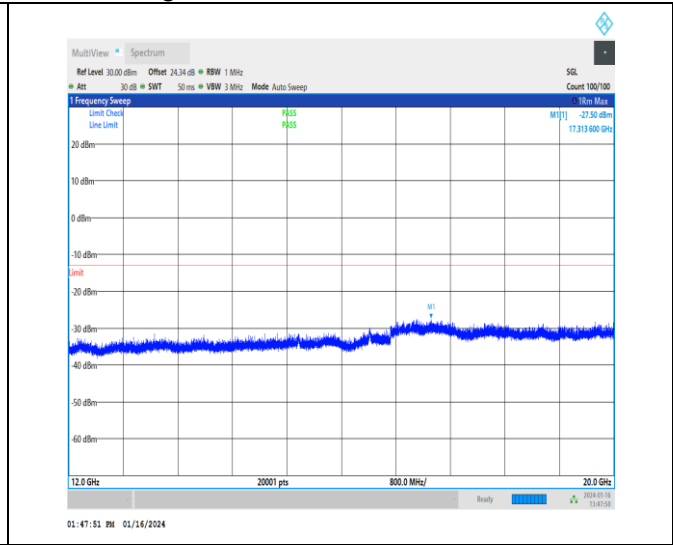 MultiView Spectrum
Ref Level 30.00 dBm Offset 24.34 dB RBW 1 MHz SGL
Att 30 dB SWT 50 ms VBW 3 MHz Mode Auto Sweep Count 100/100
1 Frequency Sweep 1Rm Max
Limit Check PASS M1[1] -27.50 dBm
Line Limit PASS 17.313 600 GHz
20 dBm
10 dBm
0 dBm
-10 dBm
Limit
-20 dBm
M1
-30 dBm
-40 dBm
-50 dBm
-60 dBm
12.0 GHz 20001 pts 800.0 MHz/ 20.0 GHz
Ready 2024-01-16
13:47:50
01:47:51 PM 01/16/2024